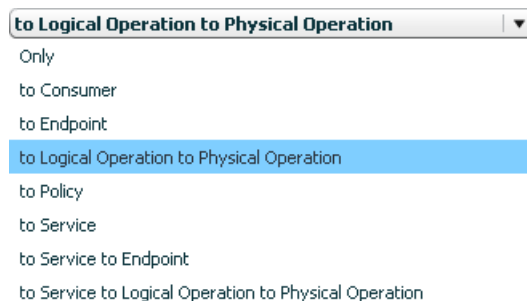 to Logical Operation to Physical Operation
Only
to Consumer
to Endpoint
to Logical Operation to Physical Operation
to Policy
to Service
to Service to Endpoint
to Service to Logical Operation to Physical Operation